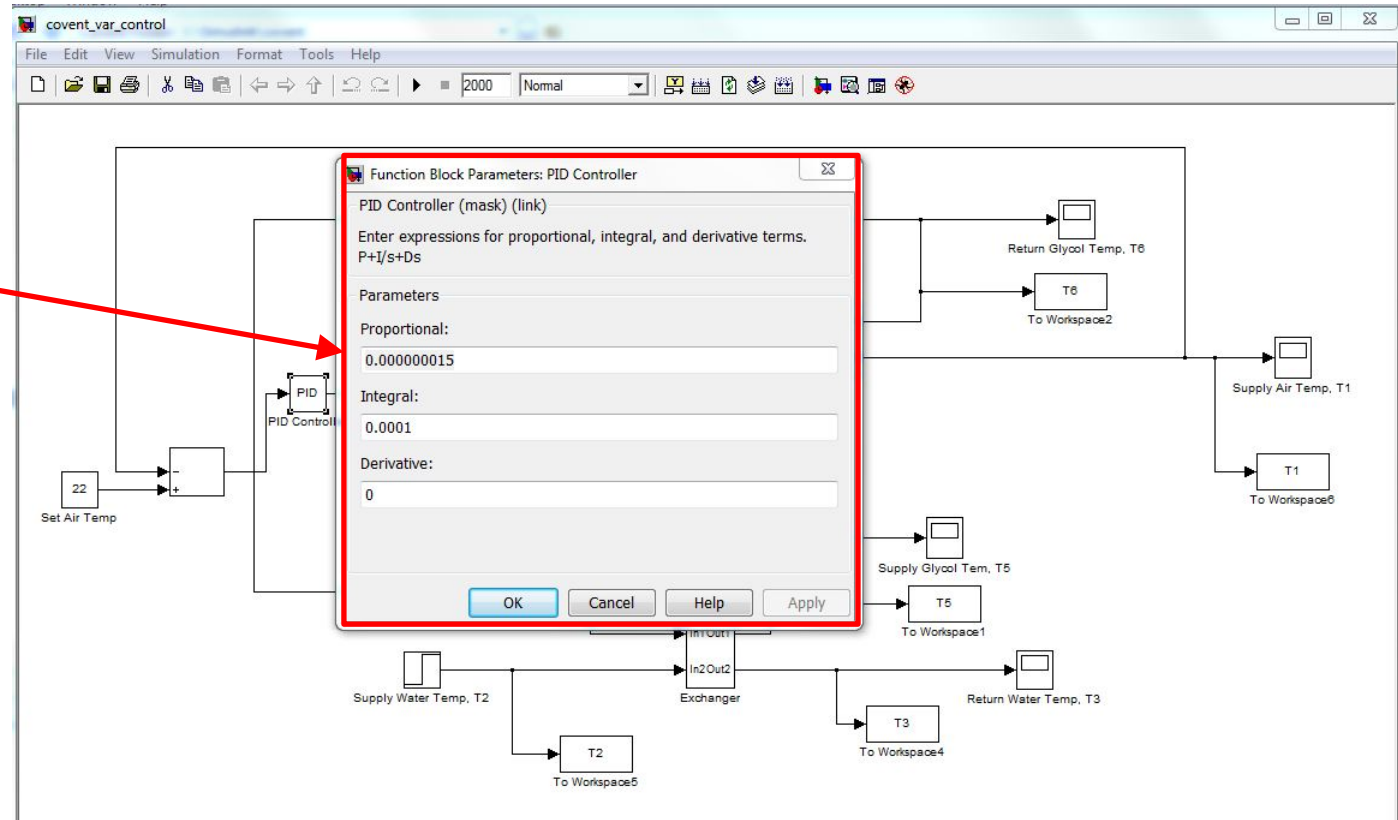 covent_var_control
File Edit View Simulation Format Tools Help
2000 Normal
Function Block Parameters: PID Controller
PID Controller (mask) (link)
Enter expressions for proportional, integral, and derivative terms.
P+I/s+Ds
Parameters
Proportional:
0.000000015
Integral:
0.0001
Derivative:
0
OK Cancel Help Apply
Return Glycol Temp, T6
T6
To Workspace2
Supply Air Temp, T1
T1
To Workspace6
PID
PID Controll
22
Set Air Temp
Supply Glycol Tem, T5
T5
To Workspace1
In1Out1
In2Out2
Exchanger
Supply Water Temp, T2
Return Water Temp, T3
T3
To Workspace4
T2
To Workspace5